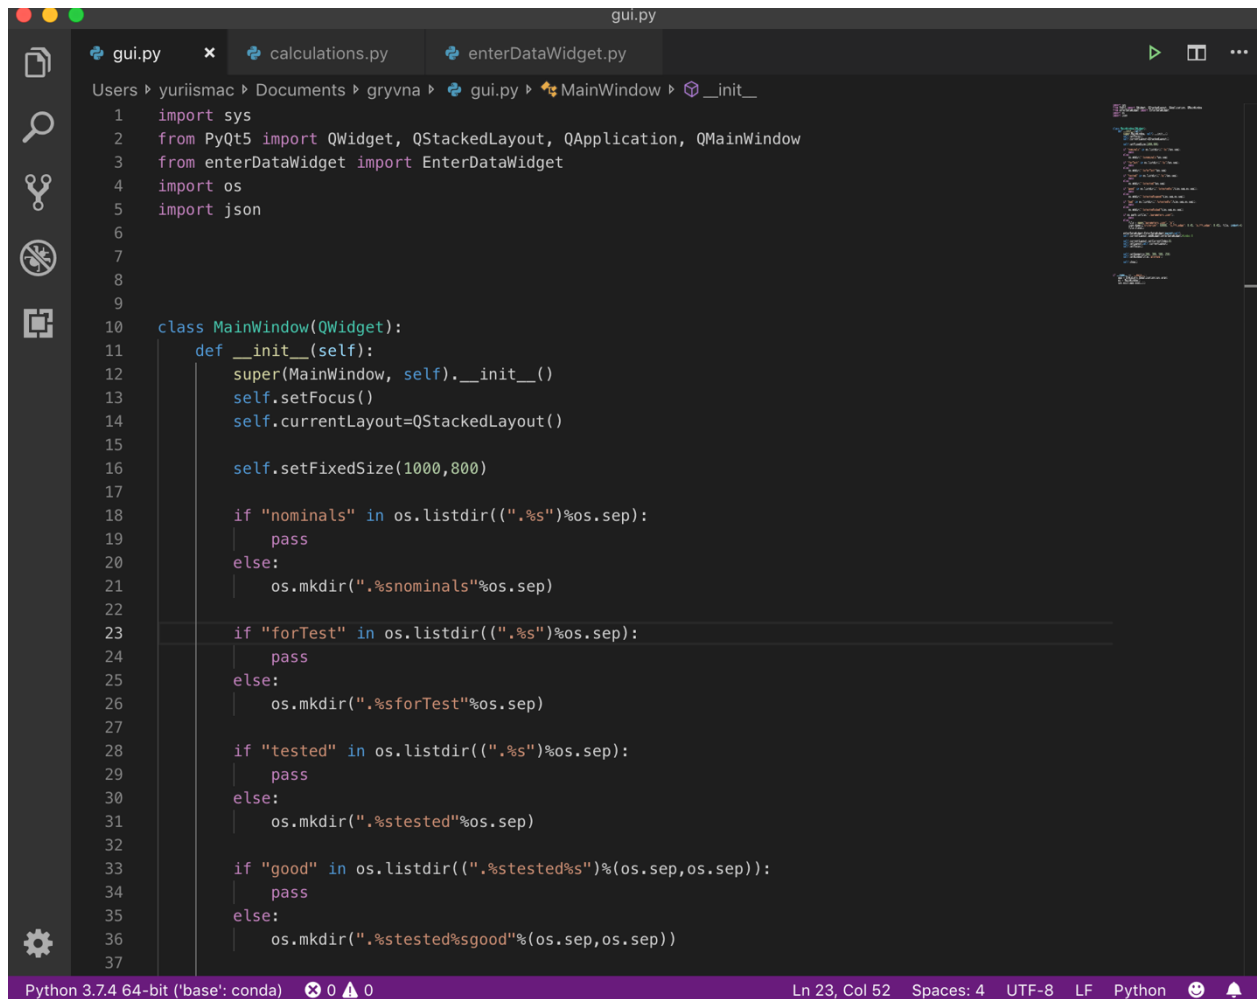 gui.py
gui.py × calculations.py enterDataWidget.py
Users yuriismac Documents gryvna gui.py MainWindow __init__
1 import sys
2 from PyQt5 import QWidget, QStackedLayout, QApplication, QMainWindow
3 from enterDataWidget import EnterDataWidget
4 import os
5 import json
6
7
8
9
10 class MainWindow(QWidget):
11     def __init__(self):
12         super(MainWindow, self).__init__()
13         self.setFocus()
14         self.currentLayout=QStackedLayout()
15
16         self.setFixedSize(1000,800)
17
18         if "nominals" in os.listdir((".%s")%os.sep):
19             pass
20         else:
21             os.mkdir(".%snominals"%os.sep)
22
23         if "forTest" in os.listdir((".%s")%os.sep):
24             pass
25         else:
26             os.mkdir(".%sforTest"%os.sep)
27
28         if "tested" in os.listdir((".%s")%os.sep):
29             pass
30         else:
31             os.mkdir(".%stested"%os.sep)
32
33         if "good" in os.listdir((".%stested%s")%(os.sep,os.sep)):
34             pass
35         else:
36             os.mkdir(".%stested%sgood"%(os.sep,os.sep))
37
Python 3.7.4 64-bit ('base': conda) 0 0 Ln 23, Col 52 Spaces: 4 UTF-8 LF Python